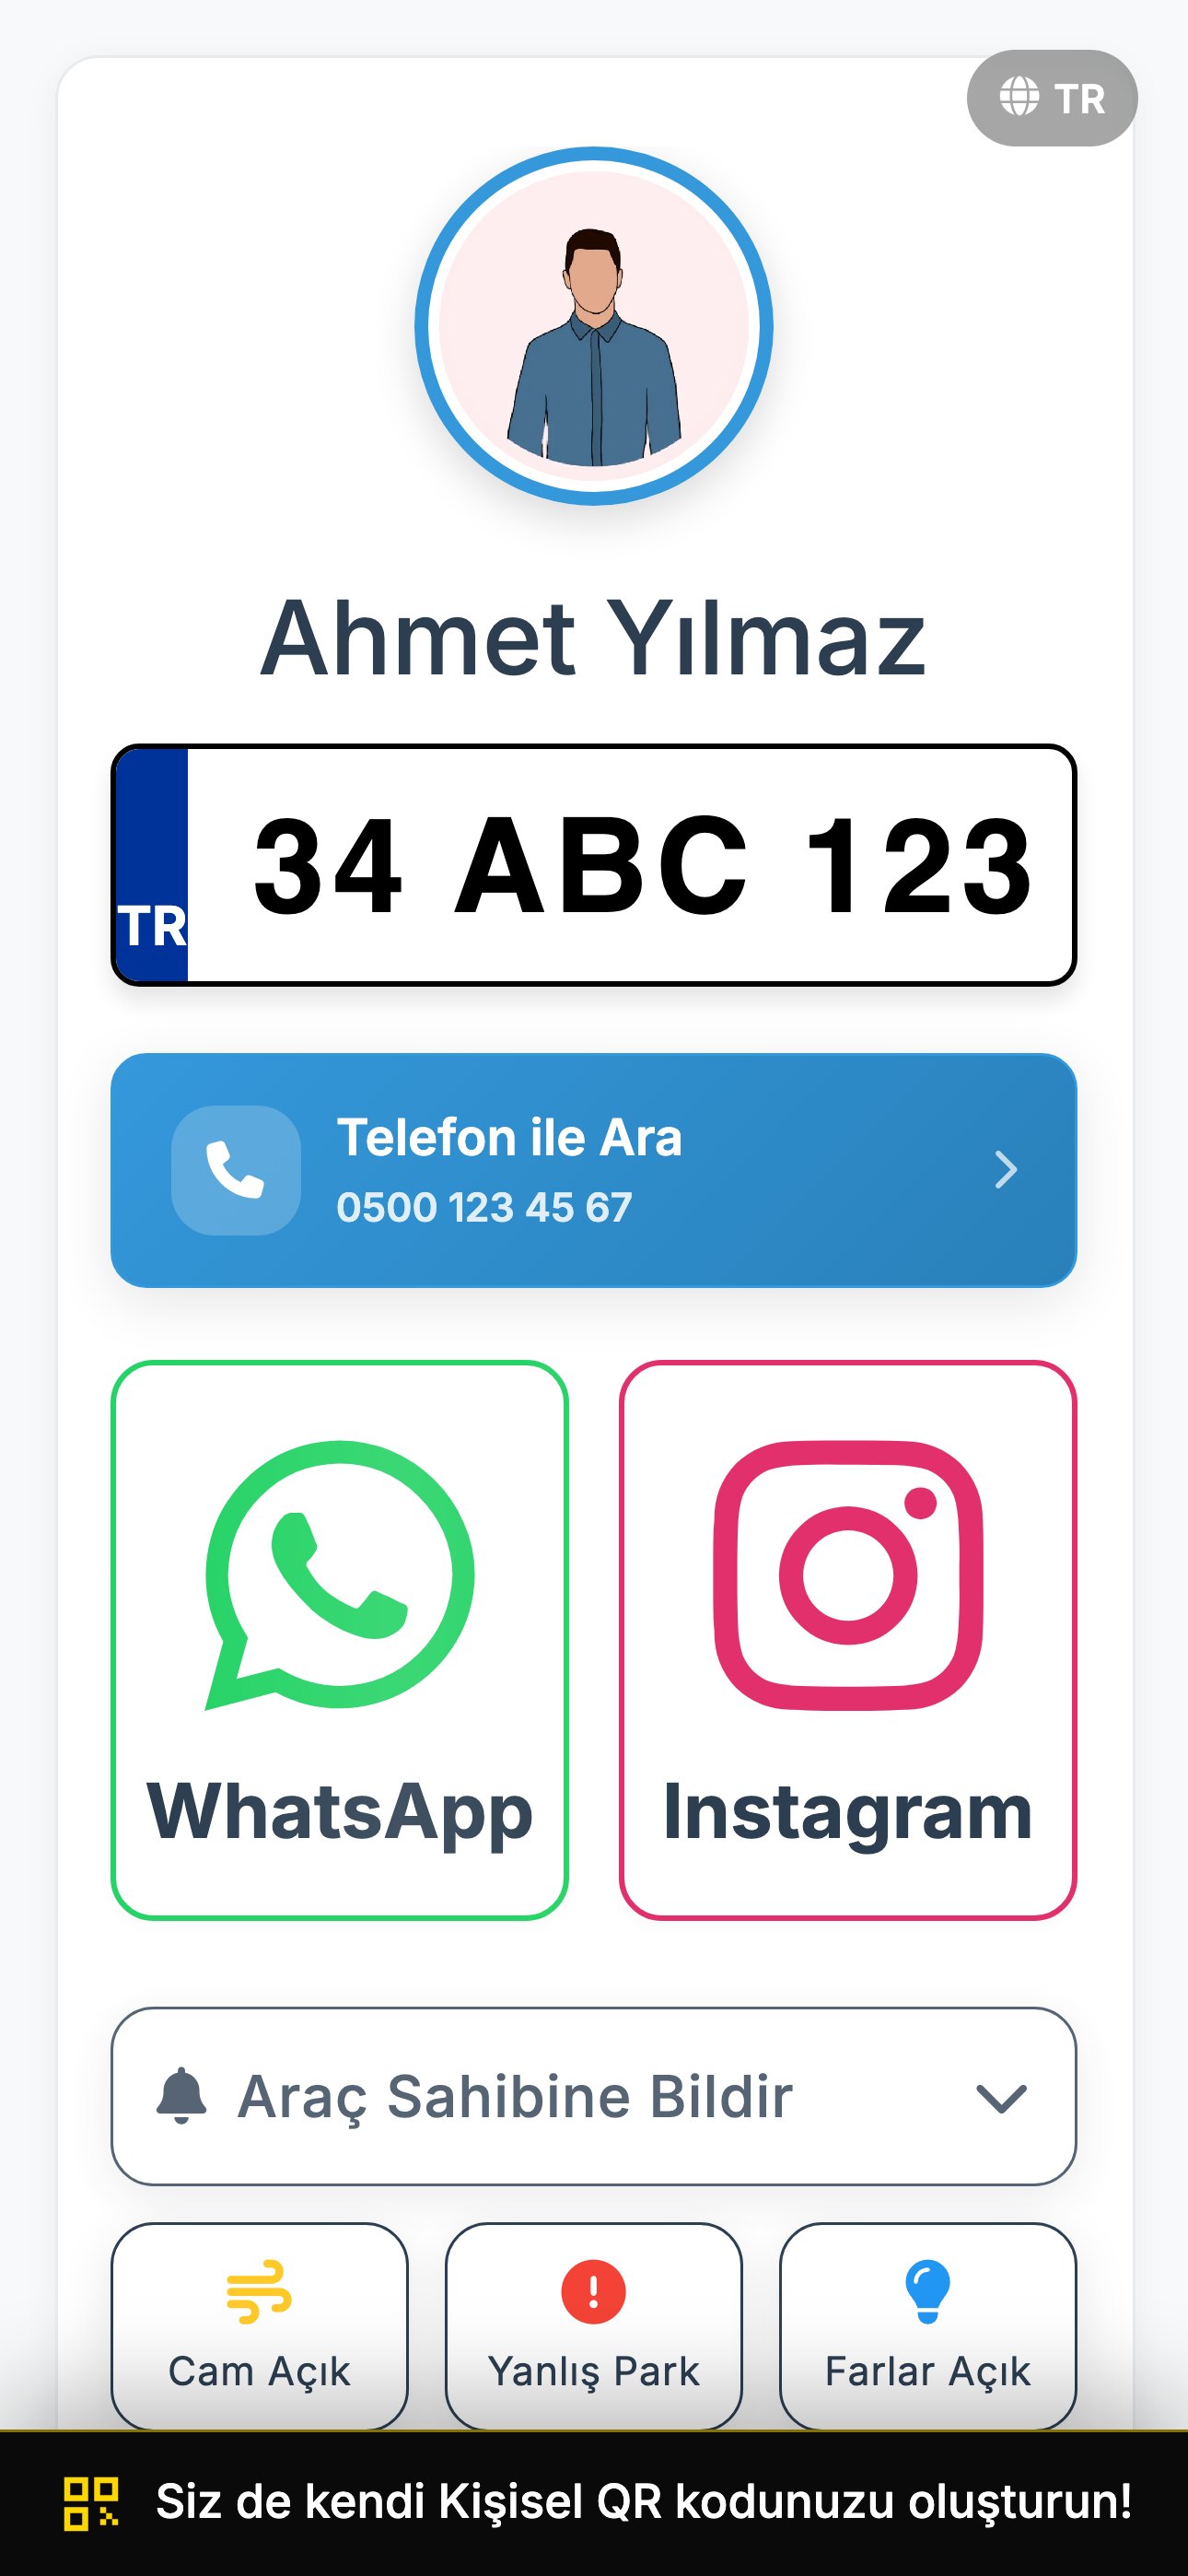 TR
Ahmet Yılmaz
TR 34 ABC 123
Telefon ile Ara
0500 123 45 67
WhatsApp Instagram
Araç Sahibine Bildir
Cam Açık Yanlış Park Farlar Açık
Siz de kendi Kişisel QR kodunuzu oluşturun!